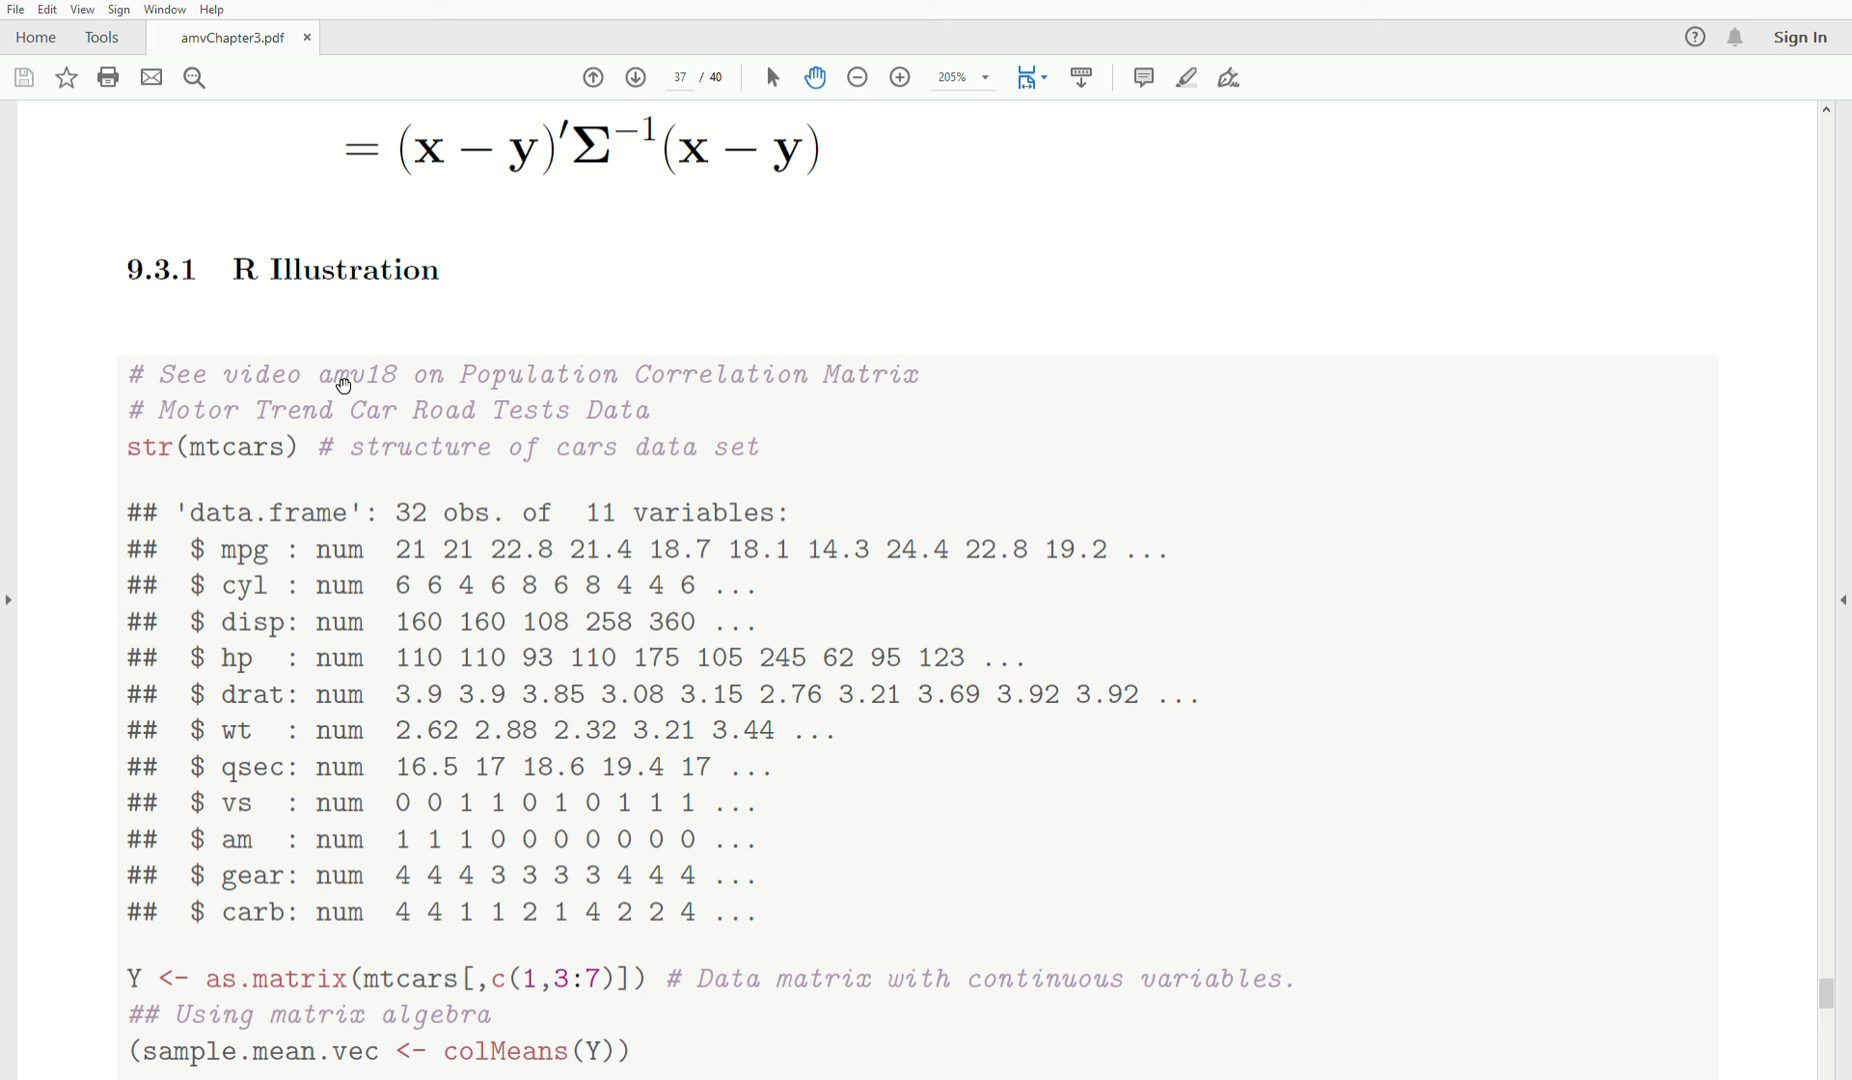 File Edit View Sign Window Help
Home Tools amvChapter3.pdf × Sign In
37 / 40 205%
= (x − y)′Σ⁻¹(x − y)
9.3.1 R Illustration
# See video amv18 on Population Correlation Matrix
# Motor Trend Car Road Tests Data
str(mtcars) # structure of cars data set
## 'data.frame': 32 obs. of 11 variables:
## $ mpg : num 21 21 22.8 21.4 18.7 18.1 14.3 24.4 22.8 19.2 ...
## $ cyl : num 6 6 4 6 8 6 8 4 4 6 ...
## $ disp: num 160 160 108 258 360 ...
## $ hp : num 110 110 93 110 175 105 245 62 95 123 ...
## $ drat: num 3.9 3.9 3.85 3.08 3.15 2.76 3.21 3.69 3.92 3.92 ...
## $ wt : num 2.62 2.88 2.32 3.21 3.44 ...
## $ qsec: num 16.5 17 18.6 19.4 17 ...
## $ vs : num 0 0 1 1 0 1 0 1 1 1 ...
## $ am : num 1 1 1 0 0 0 0 0 0 0 ...
## $ gear: num 4 4 4 3 3 3 3 4 4 4 ...
## $ carb: num 4 4 1 1 2 1 4 2 2 4 ...
Y <- as.matrix(mtcars[,c(1,3:7)]) # Data matrix with continuous variables.
## Using matrix algebra
(sample.mean.vec <- colMeans(Y))